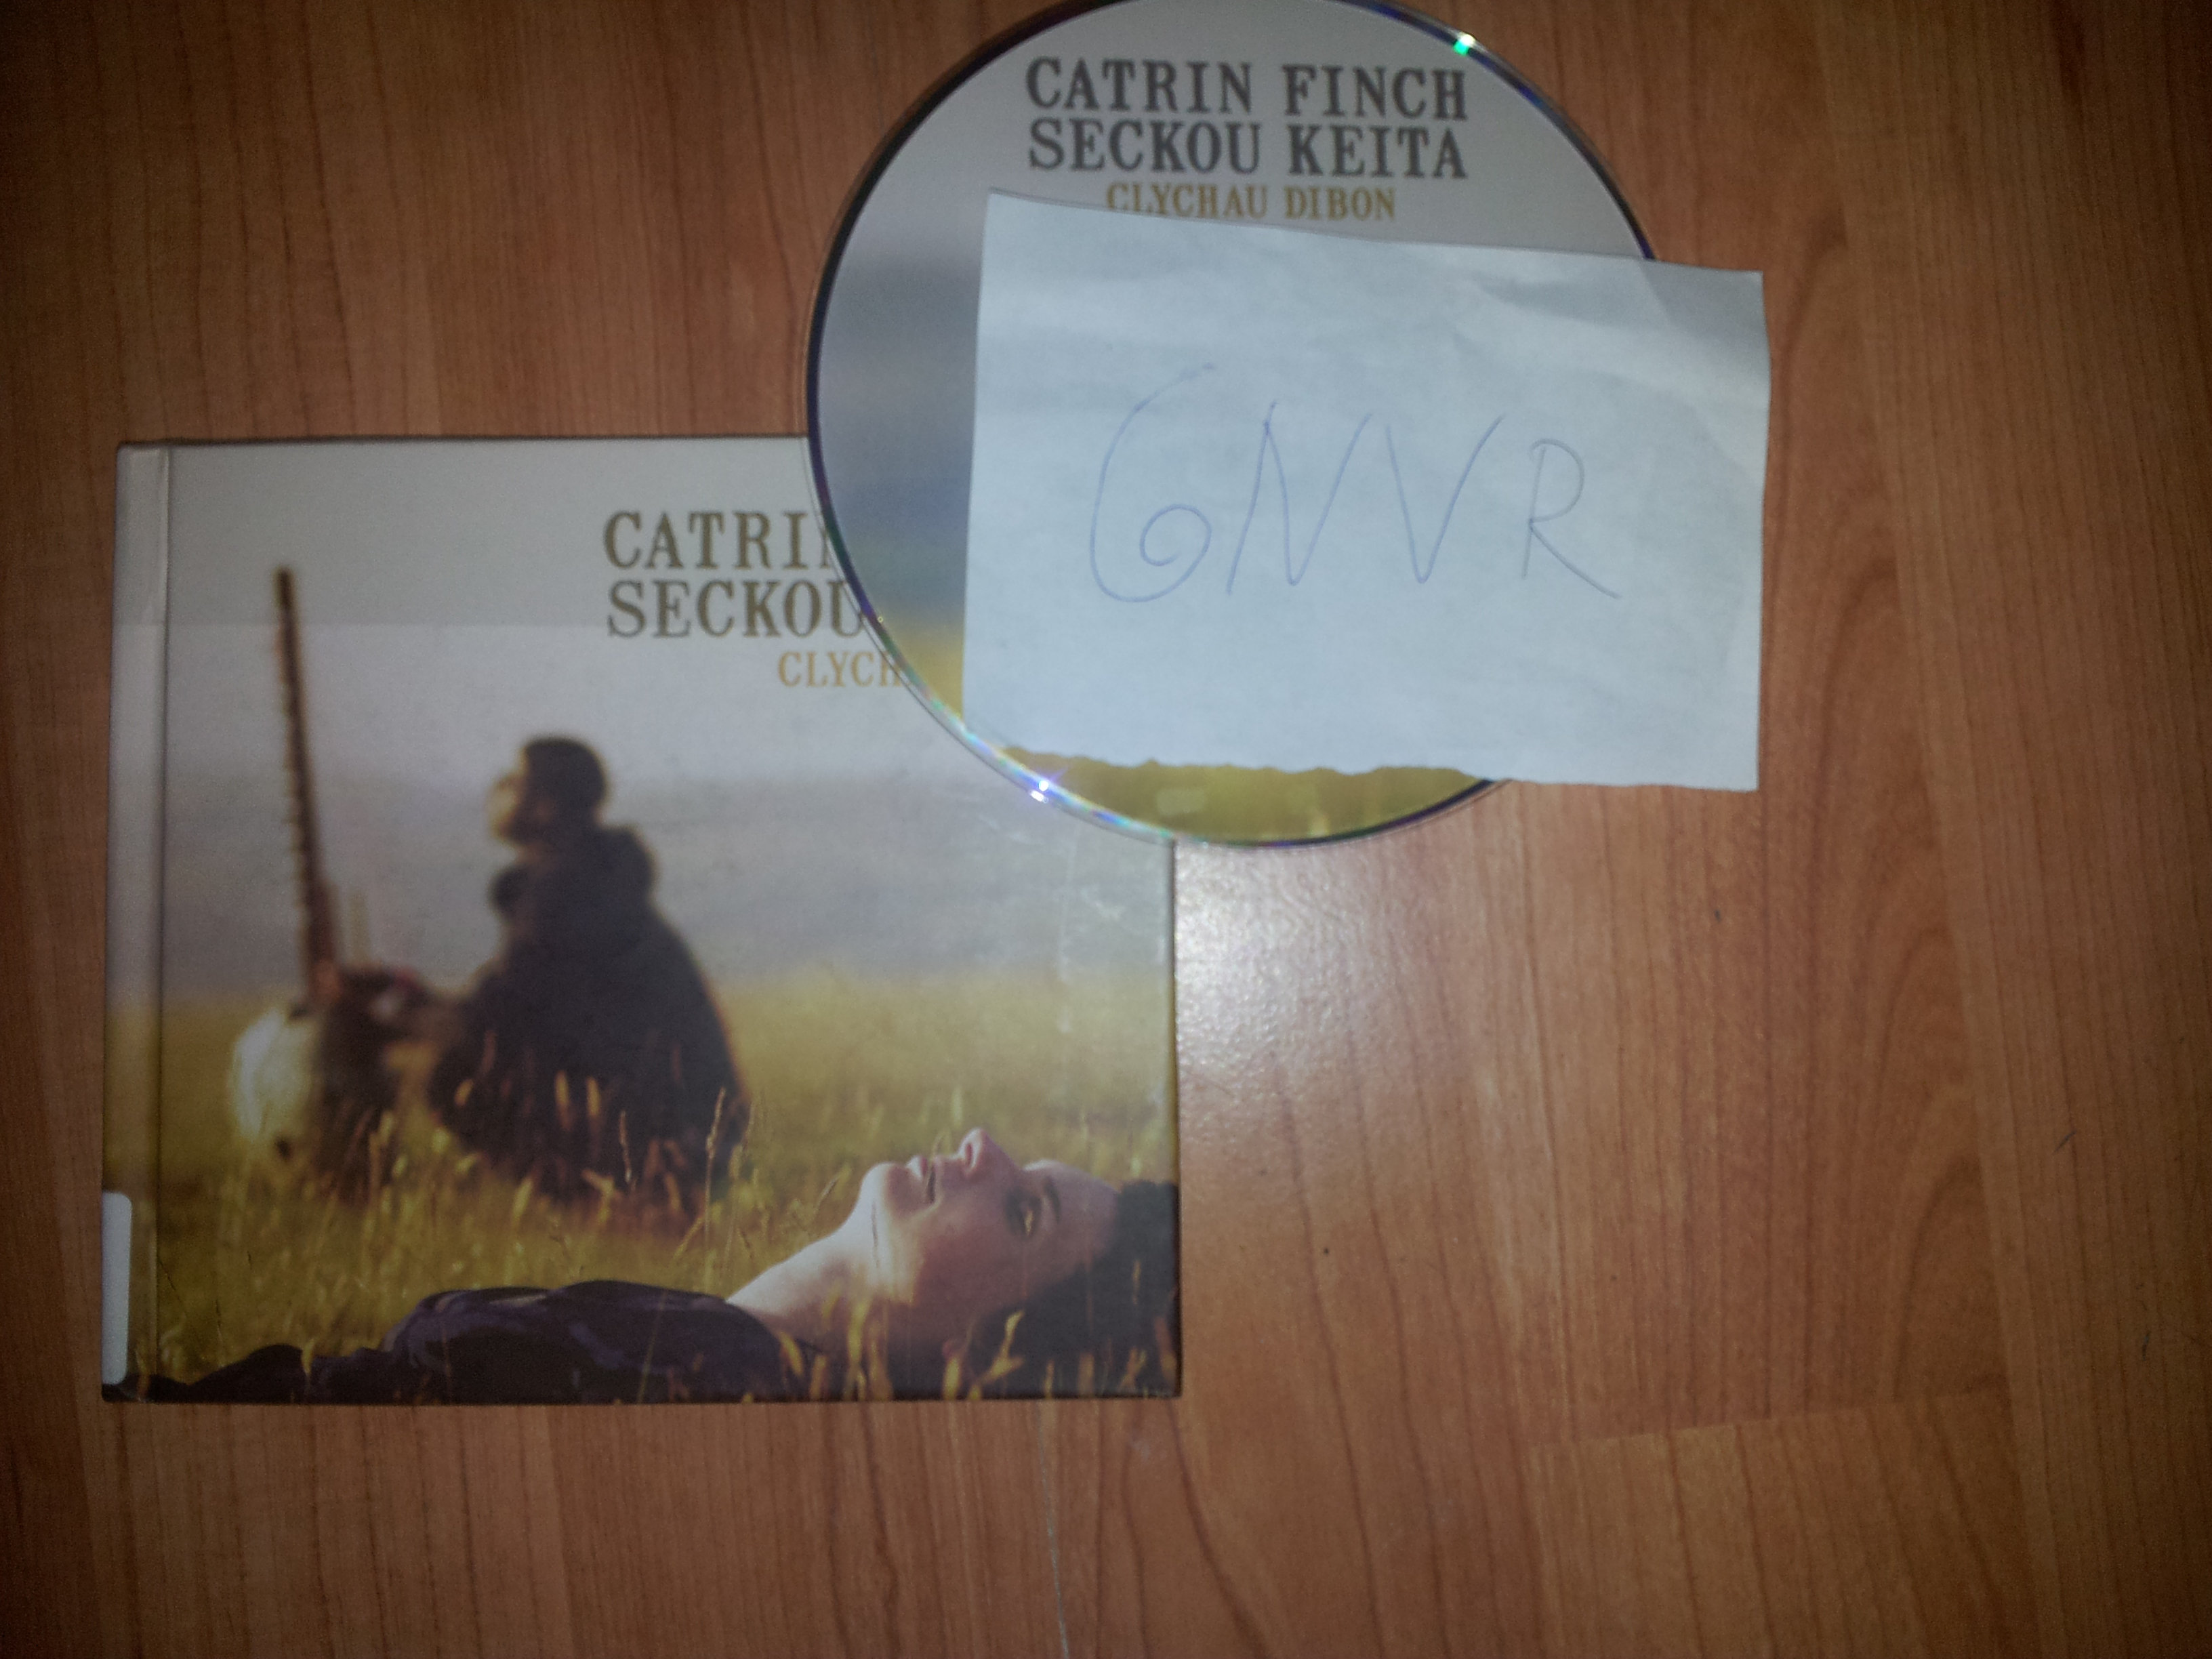 CATRIN FINCH
SECKOU KEITA
CLYCHAU DIBON
GNVR
CATRIN
SECKOU
CLYCH